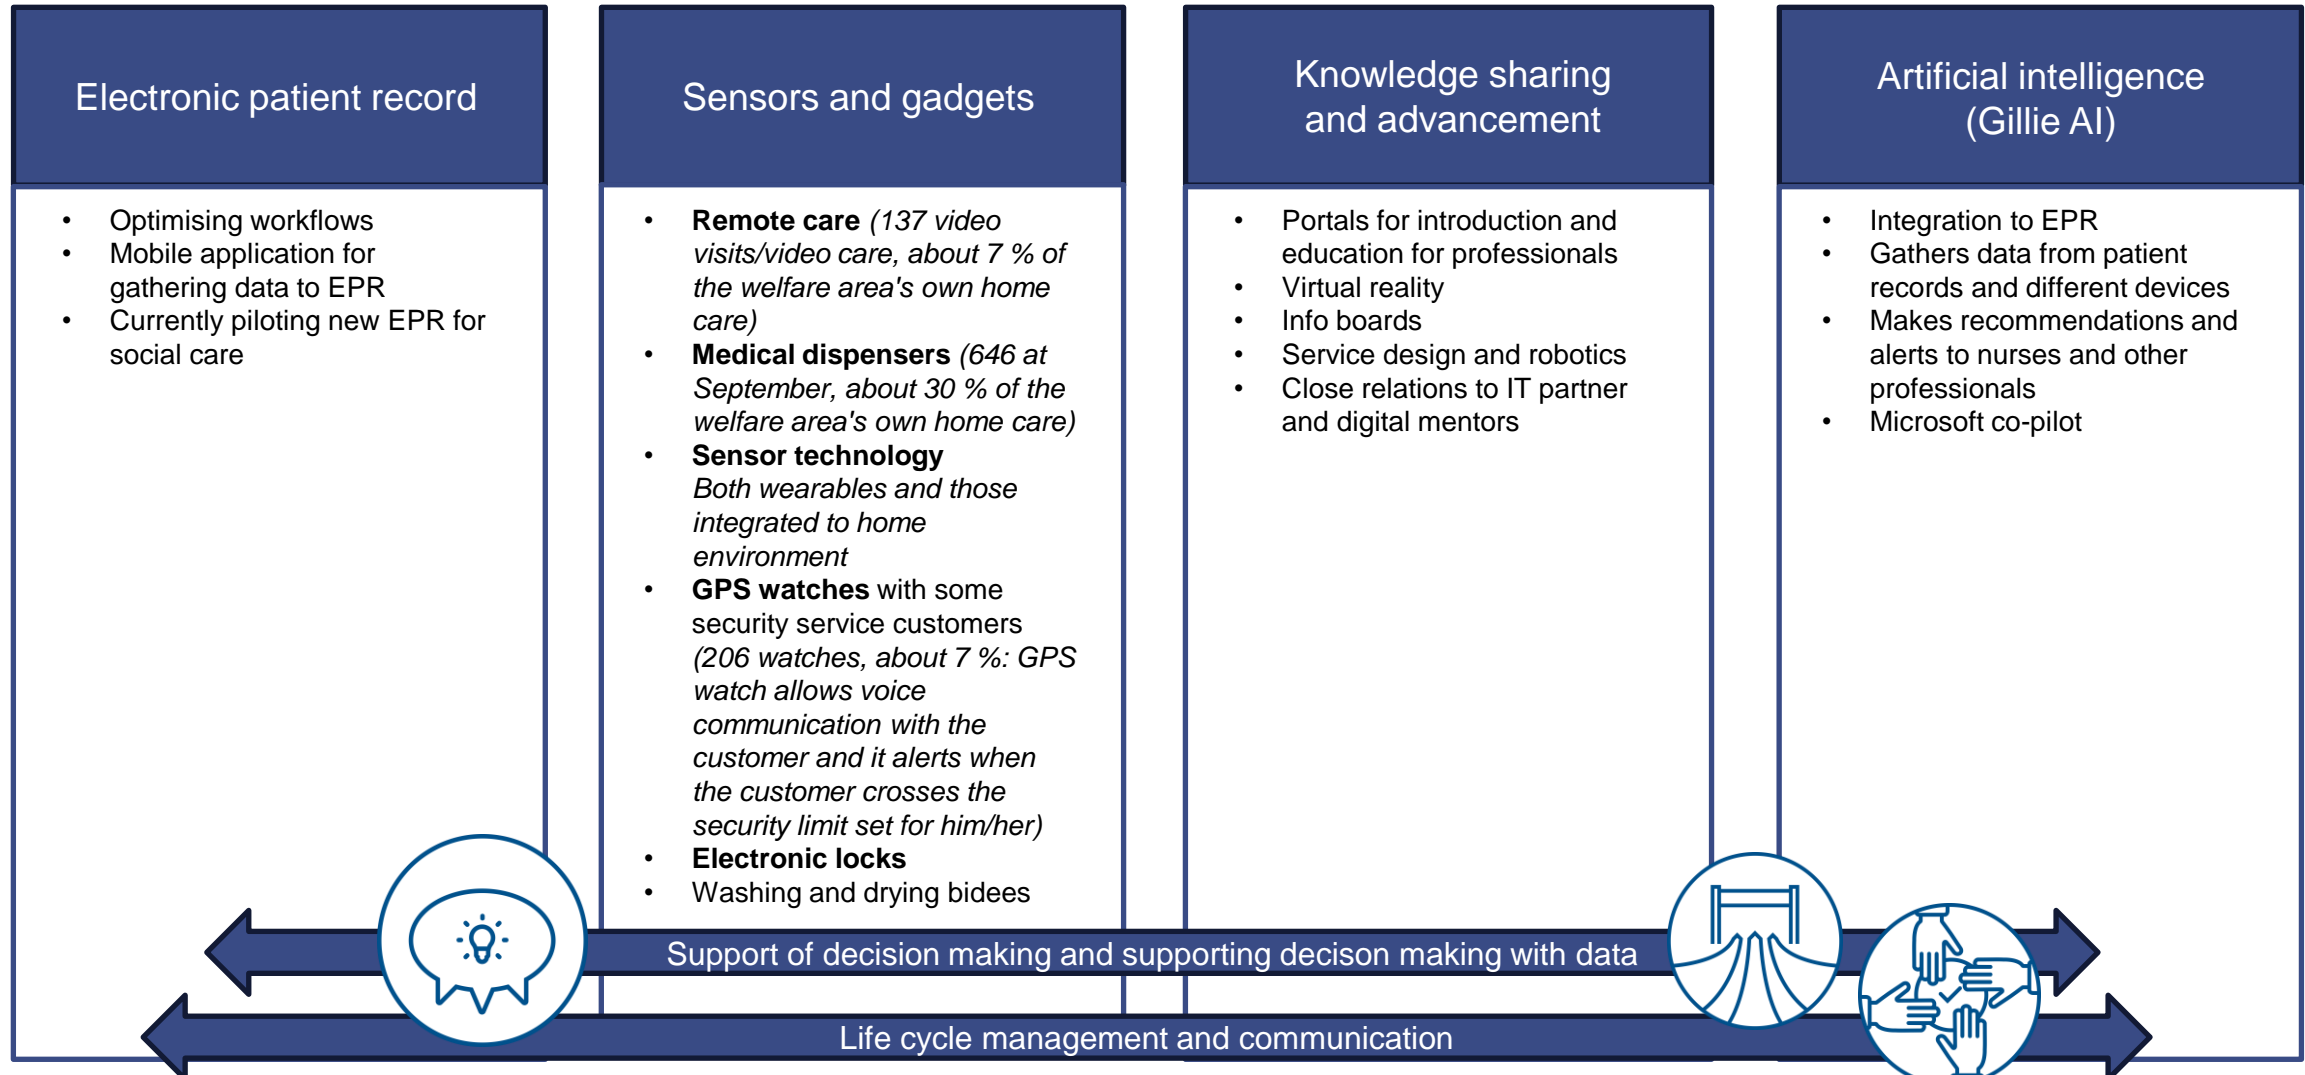 Electronic patient record
• Optimising workflows
• Mobile application for
gathering data to EPR
• Currently piloting new EPR for
social care
Sensors and gadgets
• Remote care (137 video
visits/video care, about 7 % of
the welfare area's own home
care)
• Medical dispensers (646 at
September, about 30 % of the
welfare area's own home care)
• Sensor technology
Both wearables and those
integrated to home
environment
• GPS watches with some
security service customers
(206 watches, about 7 %: GPS
watch allows voice
communication with the
customer and it alerts when
the customer crosses the
security limit set for him/her)
• Electronic locks
• Washing and drying bidees
Knowledge sharing
and advancement
• Portals for introduction and
education for professionals
• Virtual reality
• Info boards
• Service design and robotics
• Close relations to IT partner
and digital mentors
Artificial intelligence
(Gillie AI)
• Integration to EPR
• Gathers data from patient
records and different devices
• Makes recommendations and
alerts to nurses and other
professionals
• Microsoft co-pilot
Support of decision making and supporting decison making with data
Life cycle management and communication